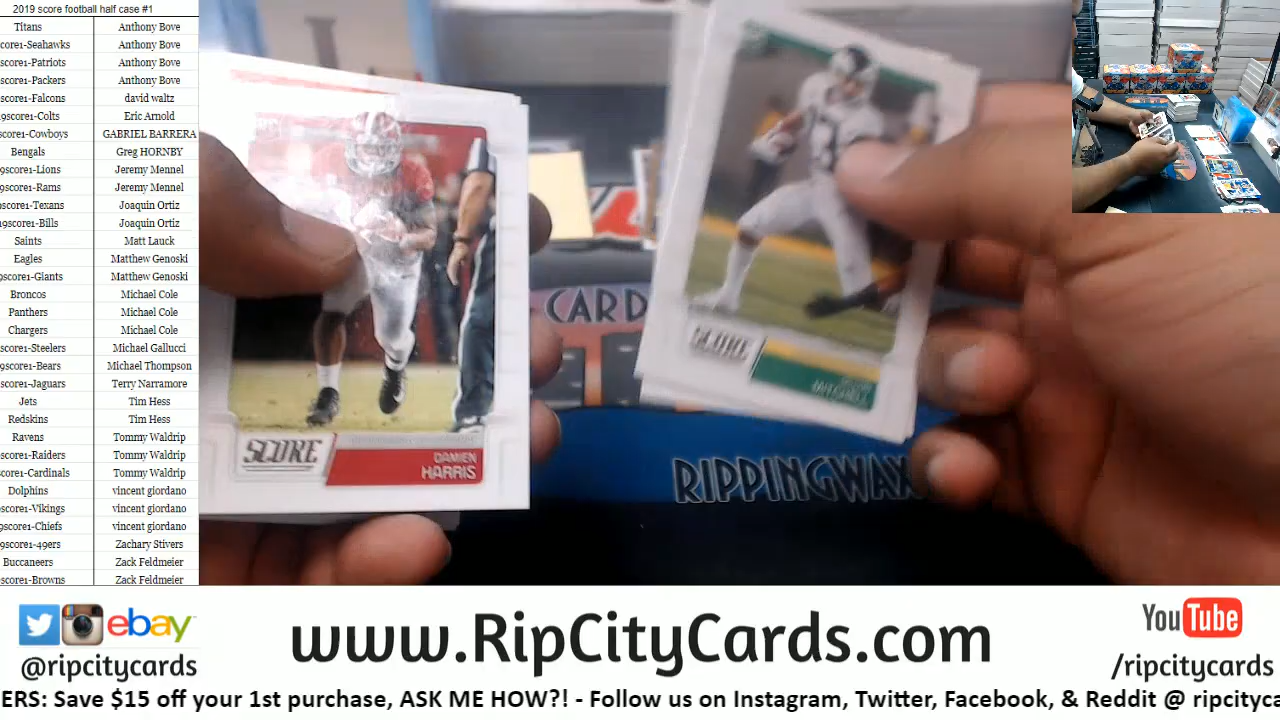 2019 score football half case #1
Titans Anthony Bove
core1-Seahawks Anthony Bove
score1-Patriots Anthony Bove
score1-Packers Anthony Bove
score1-Falcons david waltz
9score1-Colts Eric Arnold
core1-Cowboys GABRIEL BARRERA
Bengals Greg HORNBY
9score1-Lions Jeremy Mennel
9score1-Rams Jeremy Mennel
score1-Texans Joaquin Ortiz
9score1-Bills Joaquin Ortiz
Saints Matt Lauck
Eagles Matthew Genoski
9score1-Giants Matthew Genoski
Broncos Michael Cole
Panthers Michael Cole
Chargers Michael Cole
score1-Steelers Michael Gallucci
9score1-Bears Michael Thompson
score1-Jaguars Terry Narramore
Jets Tim Hess
Redskins Tim Hess
Ravens Tommy Waldrip
score1-Raiders Tommy Waldrip
core1-Cardinals Tommy Waldrip
Dolphins vincent giordano
score1-Vikings vincent giordano
9score1-Chiefs vincent giordano
9score1-49ers Zachary Stivers
Buccaneers Zack Feldmeier
score1-Browns Zack Feldmeier
SCORE
DAMIEN
HARRIS
SCORE
MITCHELL
CARD
RIPPINGWAX
ebay
@ripcitycards
www.RipCityCards.com
YouTube
/ripcitycards
ERS: Save $15 off your 1st purchase, ASK ME HOW?! - Follow us on Instagram, Twitter, Facebook, & Reddit @ ripcityca